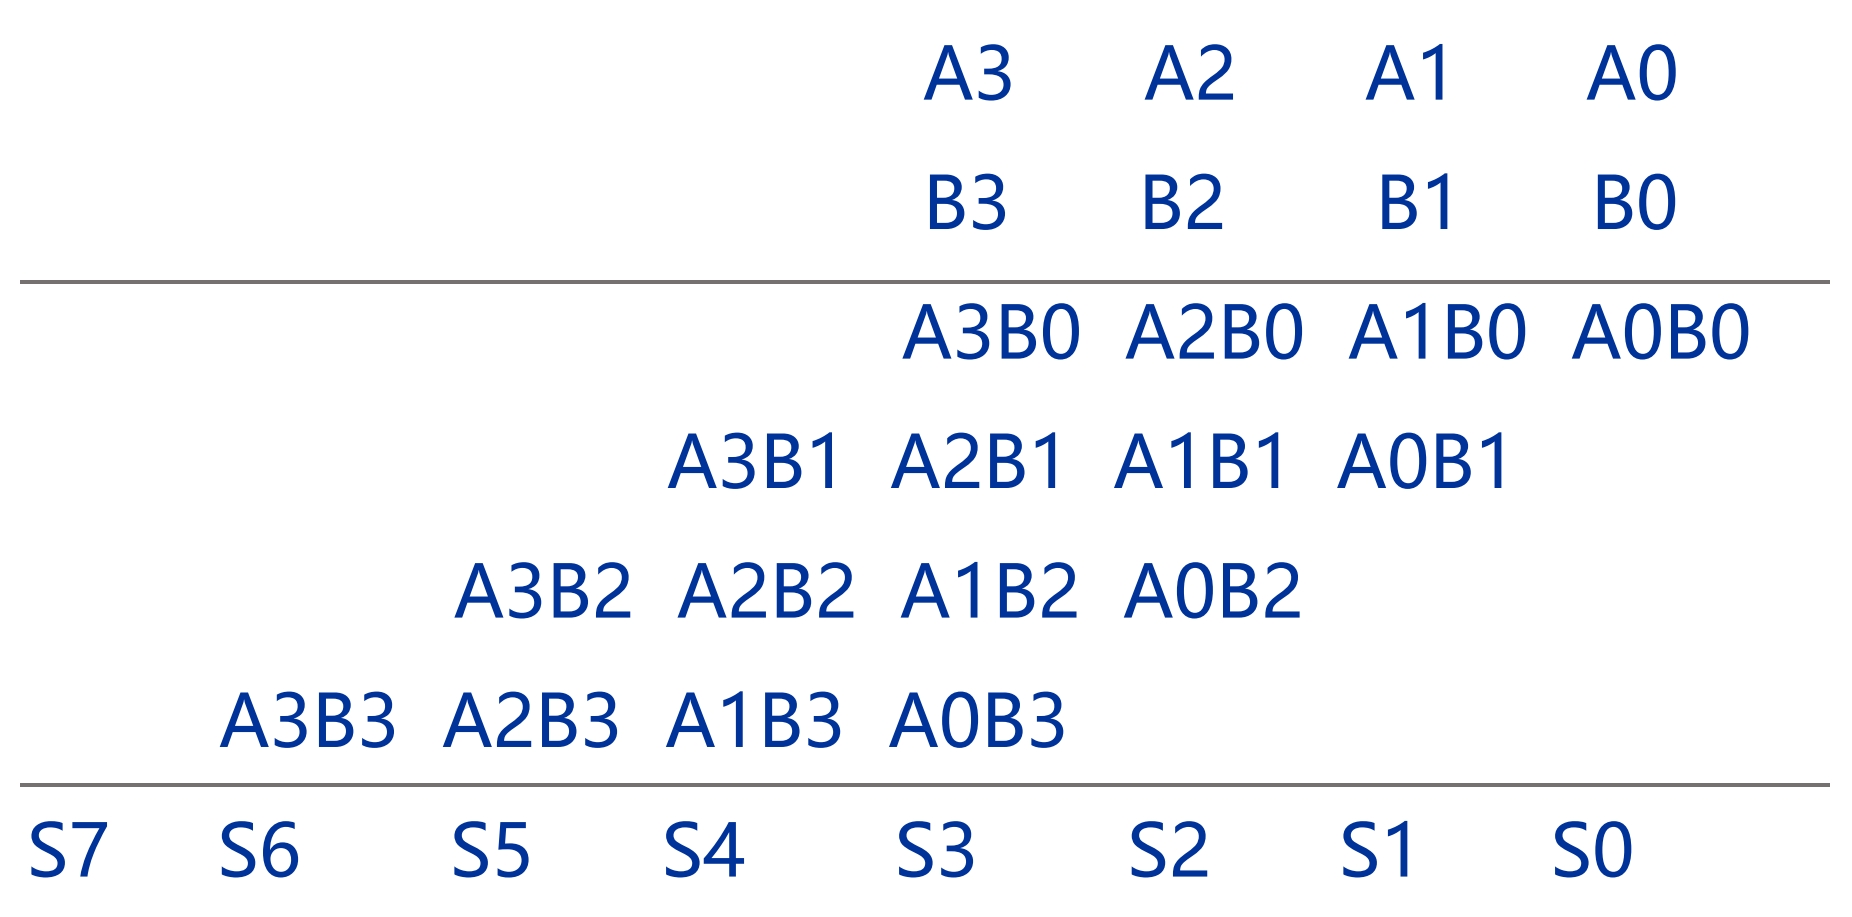 A3 A2 A1 A0
B3 B2 B1 B0
A3B0 A2B0 A1B0 A0B0
A3B1 A2B1 A1B1 A0B1
A3B2 A2B2 A1B2 A0B2
A3B3 A2B3 A1B3 A0B3
S7 S6 S5 S4 S3 S2 S1 S0